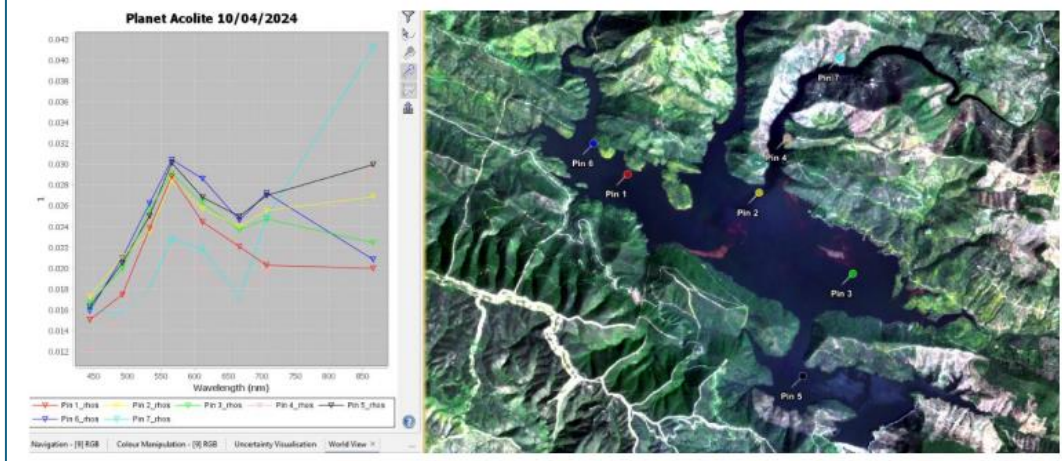 Planet Acolite 10/04/2024
0.042
0.040
0.038
0.036
0.034
0.032
0.030
0.028
0.026
0.024
0.022
0.020
0.018
0.016
0.014
0.012
1
450 500 550 600 650 700 750 800 850
Wavelength (nm)
Pin 1_rhos Pin 2_rhos Pin 3_rhos Pin 4_rhos Pin 5_rhos
Pin 6_rhos Pin 7_rhos
Navigation - [9] RGB Colour Manipulation - [9] RGB Uncertainty Visualisation World View ×
Pin 7
Pin 4
Pin 6
Pin 1
Pin 2
Pin 3
Pin 5